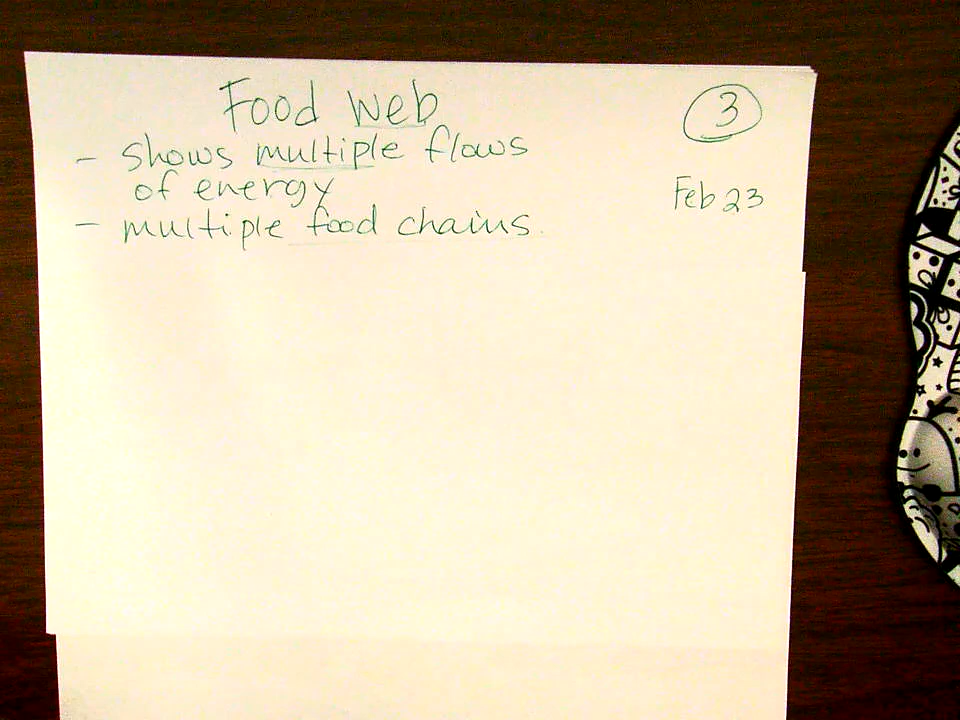 Food web
3
- shows multiple flows
of energy
Feb 23
- multiple food chains.